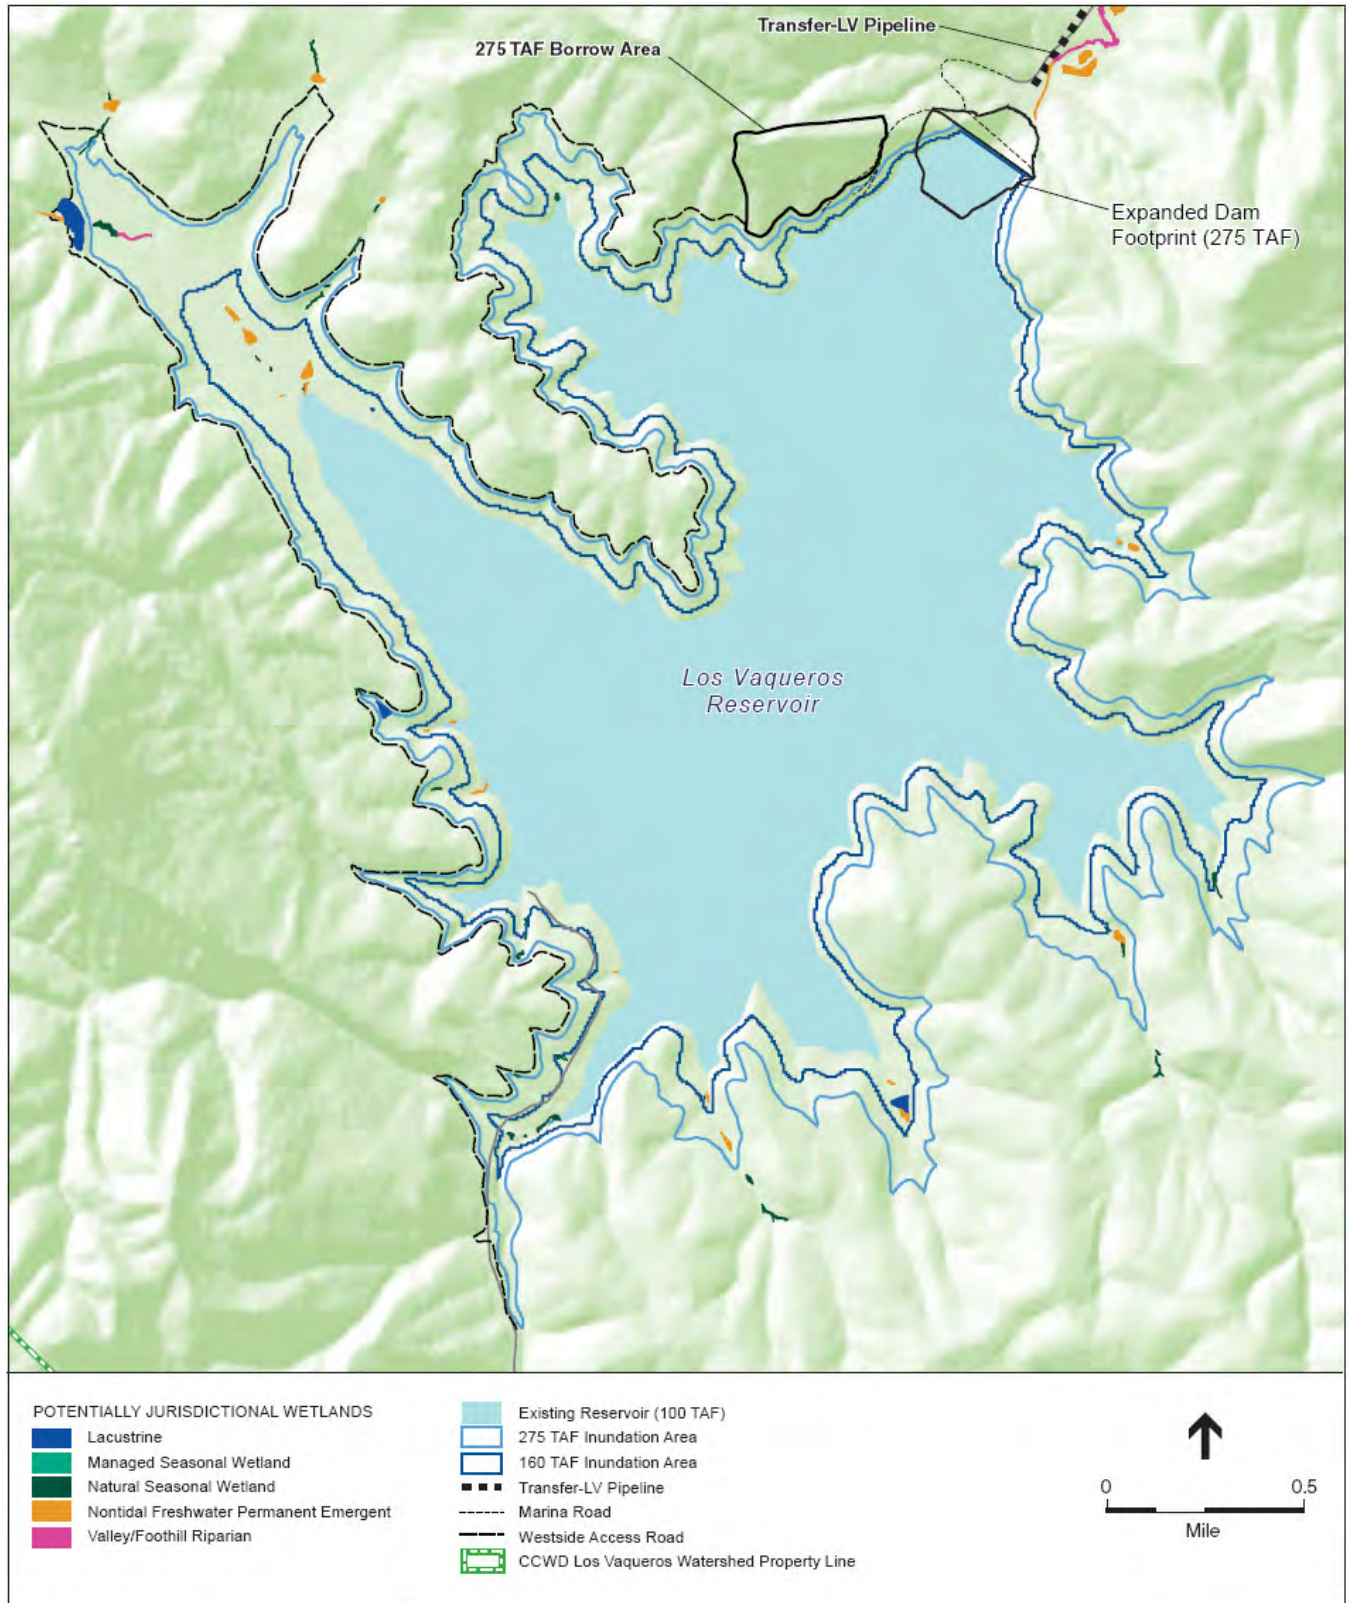 Transfer-LV Pipeline
275 TAF Borrow Area
Expanded Dam
Footprint (275 TAF)
Los Vaqueros
Reservoir
POTENTIALLY JURISDICTIONAL WETLANDS
Lacustrine
Managed Seasonal Wetland
Natural Seasonal Wetland
Nontidal Freshwater Permanent Emergent
Valley/Foothill Riparian
Existing Reservoir (100 TAF)
275 TAF Inundation Area
160 TAF Inundation Area
Transfer-LV Pipeline
Marina Road
Westside Access Road
CCWD Los Vaqueros Watershed Property Line
0 0.5
Mile